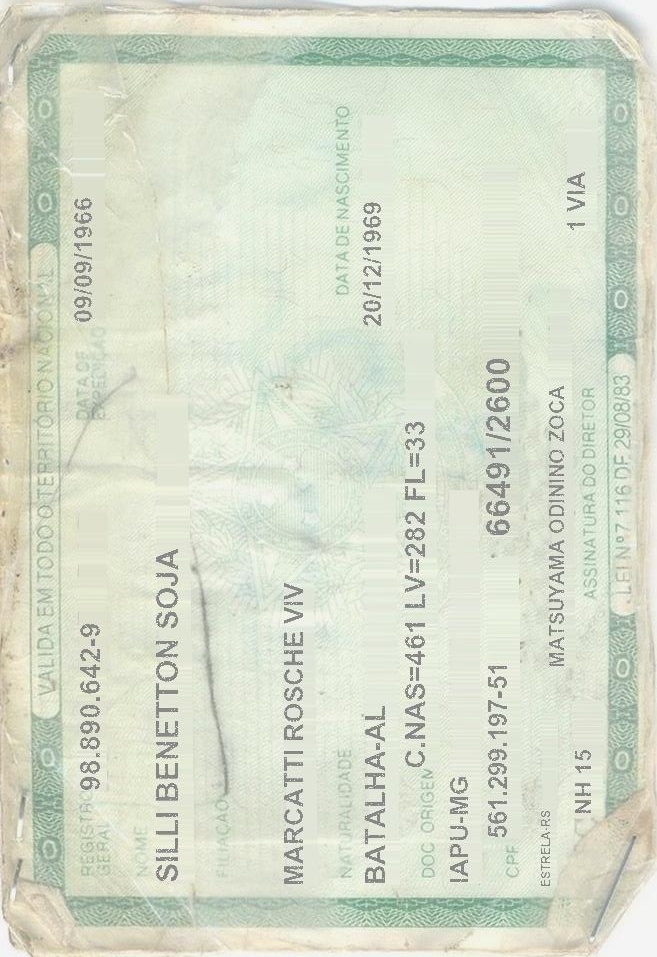 VALIDA EM TODO O TERRITÓRIO NACIONAL
REGISTRO GERAL 98.890.642-9 DATA DE EXPEDIÇÃO 09/09/1966
NOME
SILLI BENETTON SOJA
FILIAÇÃO
MARCATTI ROSCHE VIV
NATURALIDADE DATA DE NASCIMENTO
BATALHA-AL 20/12/1969
DOC ORIGEM C.NAS=461 LV=282 FL=33
IAPU-MG
CPF 561.299.197-51 66491/2600
ESTRELA-RS MATSUYAMA ODININO ZOCA
NH 15 1 VIA
ASSINATURA DO DIRETOR
LEI Nº 7 116 DE 29/08/83